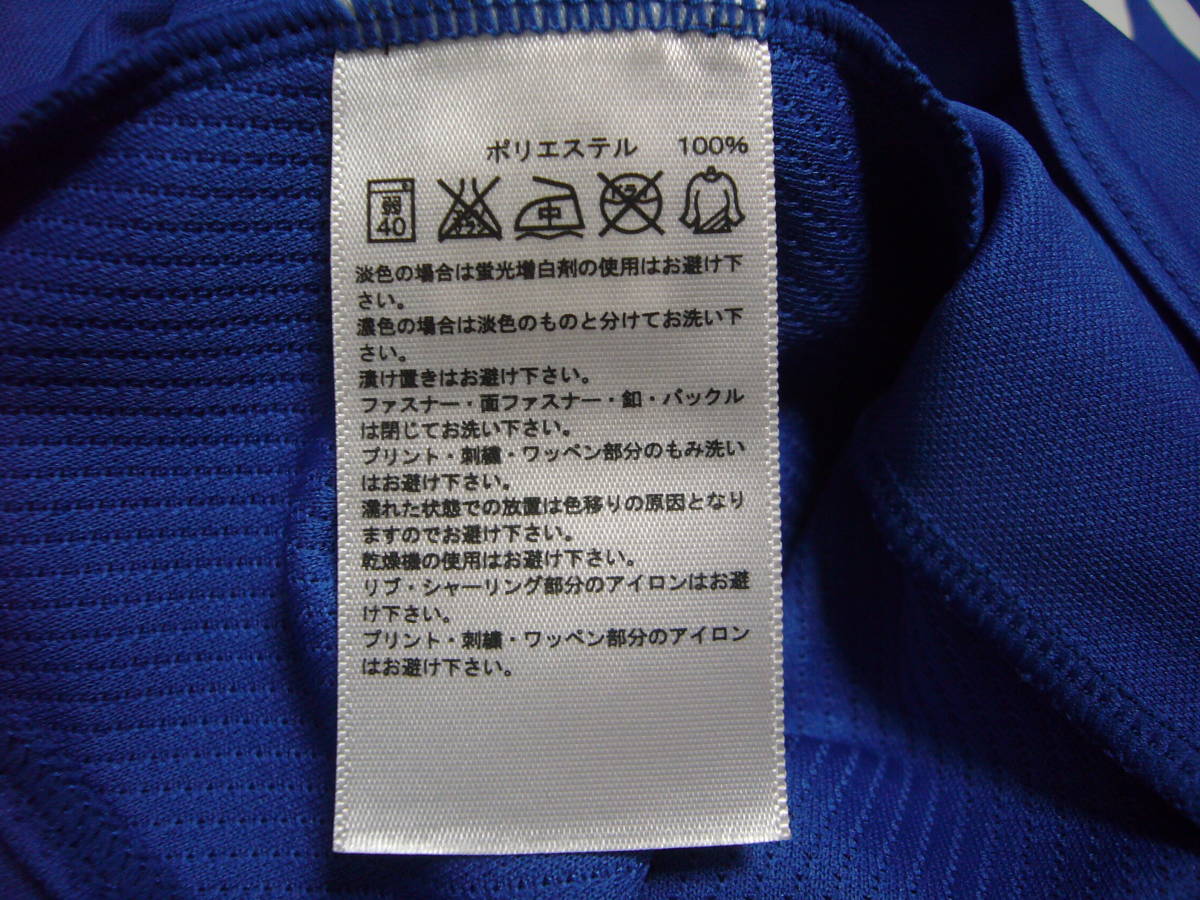 ポリエステル 100%
弱 中 ドライ
40 エンソ サラシ
淡色の場合は蛍光増白剤の使用はお避け下
さい。
濃色の場合は淡色のものと分けてお洗い下
さい。
漬け置きはお避け下さい。
ファスナー・面ファスナー・釦・バックル
は閉じてお洗い下さい。
プリント・刺繍・ワッペン部分のもみ洗い
はお避け下さい。
濡れた状態での放置は色移りの原因となり
ますのでお避け下さい。
乾燥機の使用はお避け下さい。
リブ・シャーリング部分のアイロンはお避
け下さい。
プリント・刺繍・ワッペン部分のアイロン
はお避け下さい。